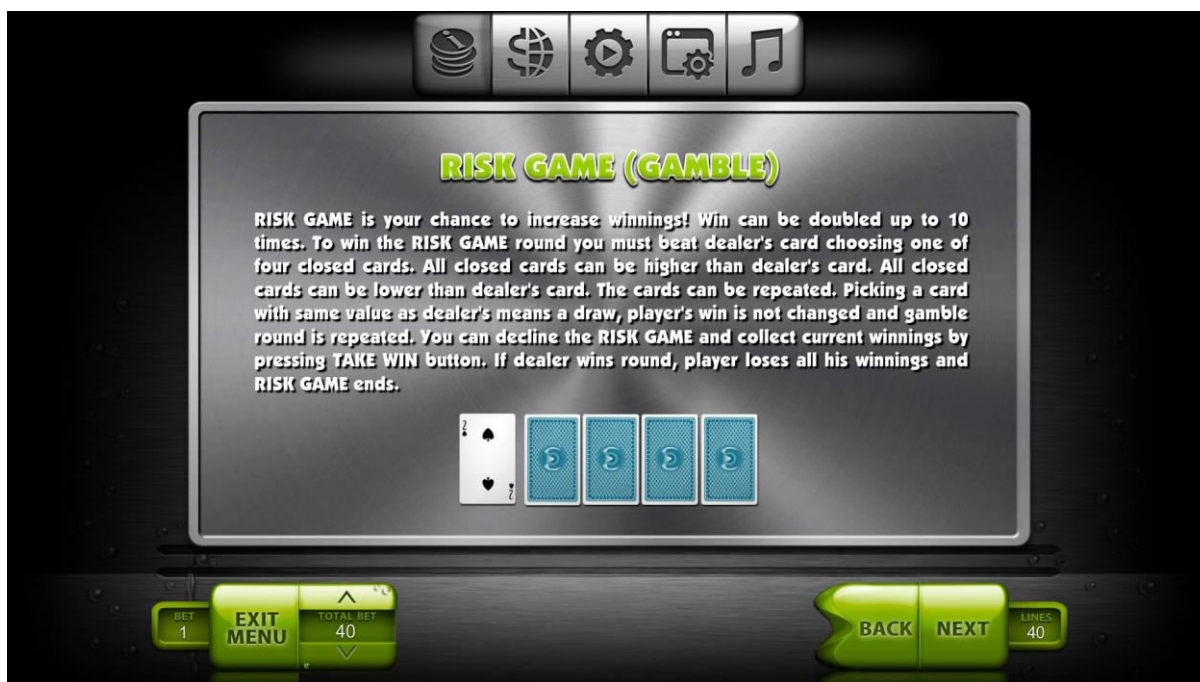 RISK GAME (GAMBLE)
RISK GAME is your chance to increase winnings! Win can be doubled up to 10
times. To win the RISK GAME round you must beat dealer's card choosing one of
four closed cards. All closed cards can be higher than dealer's card. All closed
cards can be lower than dealer's card. The cards can be repeated. Picking a card
with same value as dealer's means a draw, player's win is not changed and gamble
round is repeated. You can decline the RISK GAME and collect current winnings by
pressing TAKE WIN button. If dealer wins round, player loses all his winnings and
RISK GAME ends.
2
2
BET
1
EXIT
MENU
TOTAL BET
40
BACK
NEXT
LINES
40